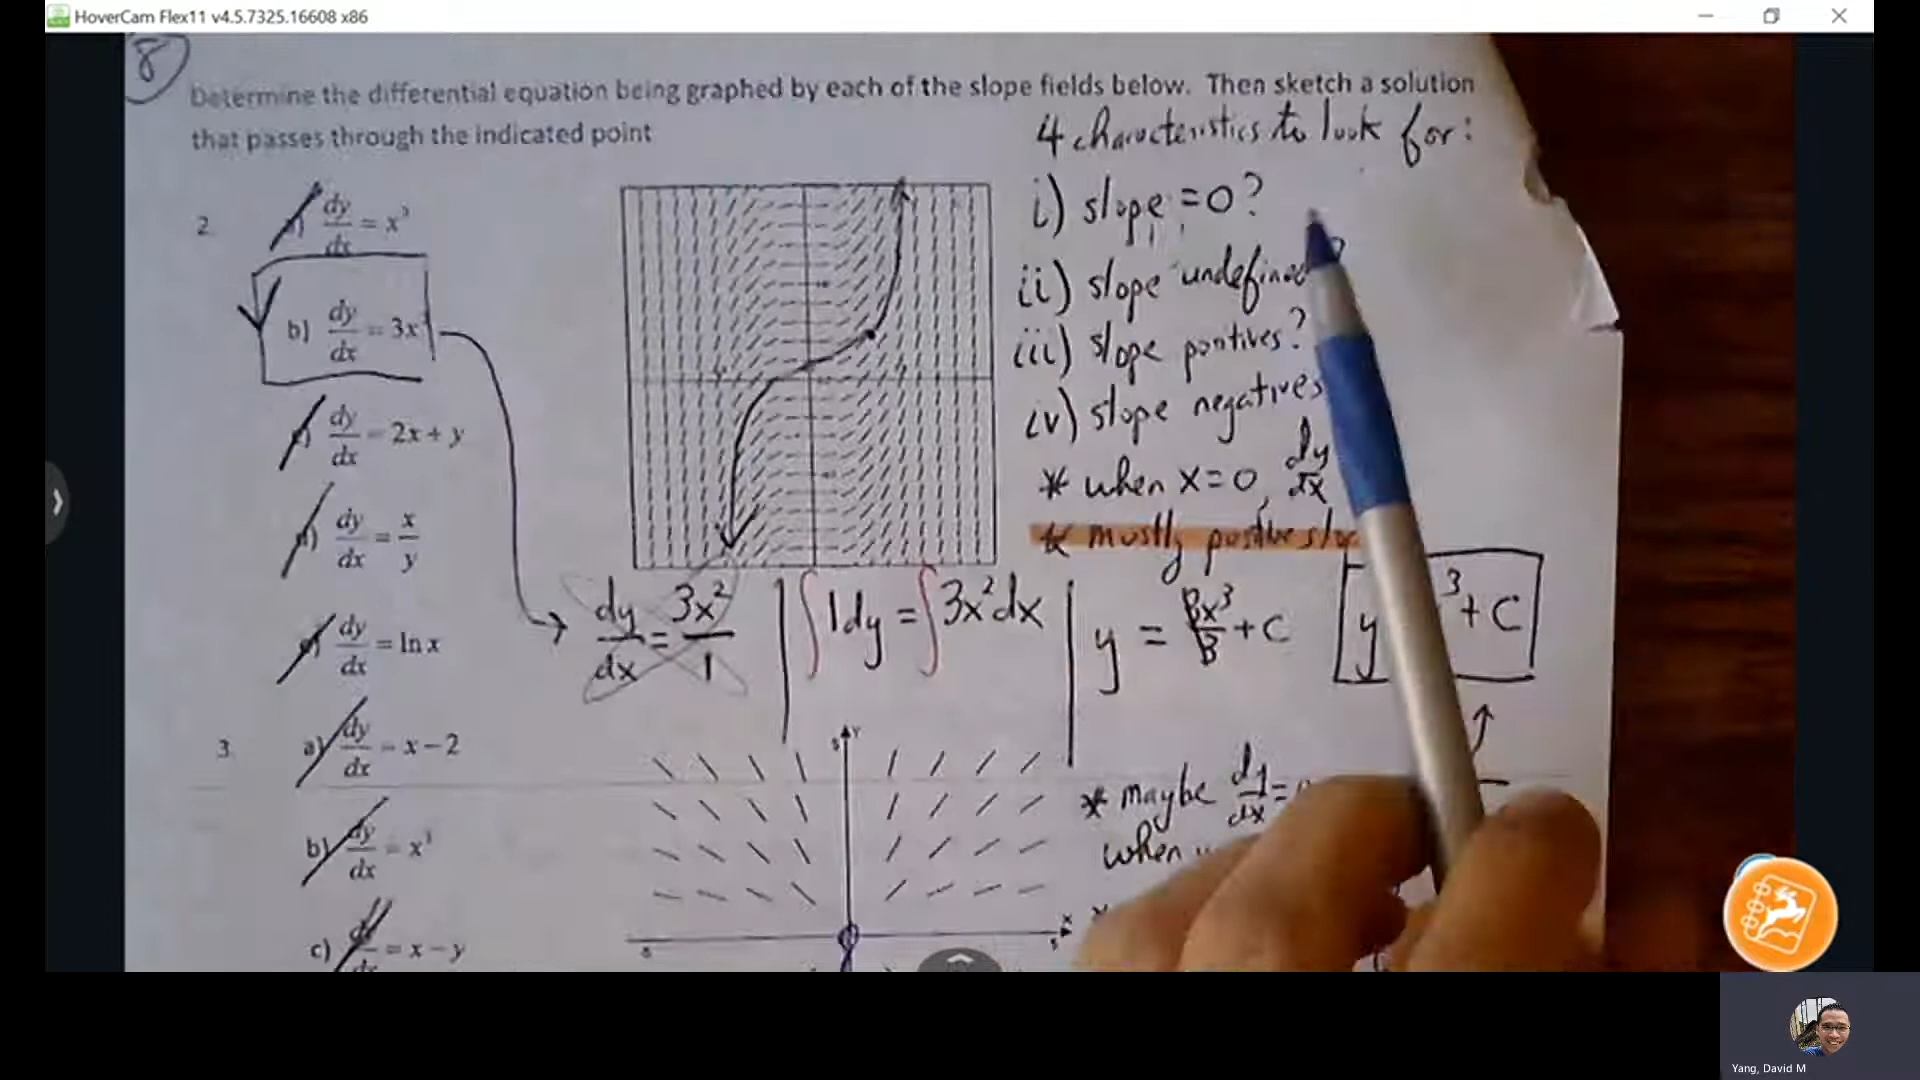 HoverCam Flex11 v4.5.7325.16608 x86
8
Determine the differential equation being graphed by each of the slope fields below. Then sketch a solution
that passes through the indicated point
4 characteristics to look for:
i) slope = 0?
ii) slope undefined?
iii) slope positives?
iv) slope negatives
* when x=0, dy/dx
* mostly positive
2. dy/dx = x³
b) dy/dx = 3x²
dy/dx = 2x + y
dy/dx = x/y
dy/dx = ln x
dy/dx = 3x²/1 | ∫1dy = ∫3x²dx | y = 3x³/3 + C
y ³ + C
3. a) dy/dx = x − 2
b) dy/dx = x³
c) = x − y
5 Y
x
* maybe dy/dx =
when
Yang, David M